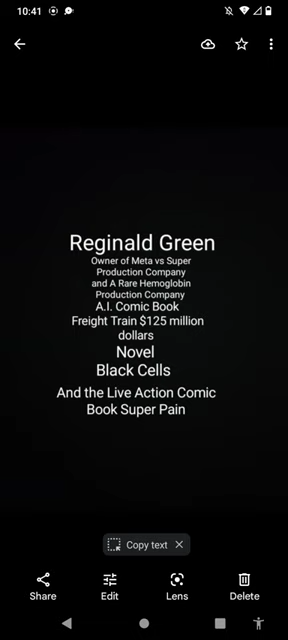 10:41
Reginald Green
Owner of Meta vs Super
Production Company
and A Rare Hemoglobin
Production Company
A.I. Comic Book
Freight Train $125 million
dollars
Novel
Black Cells
And the Live Action Comic
Book Super Pain
Copy text
Share Edit Lens Delete